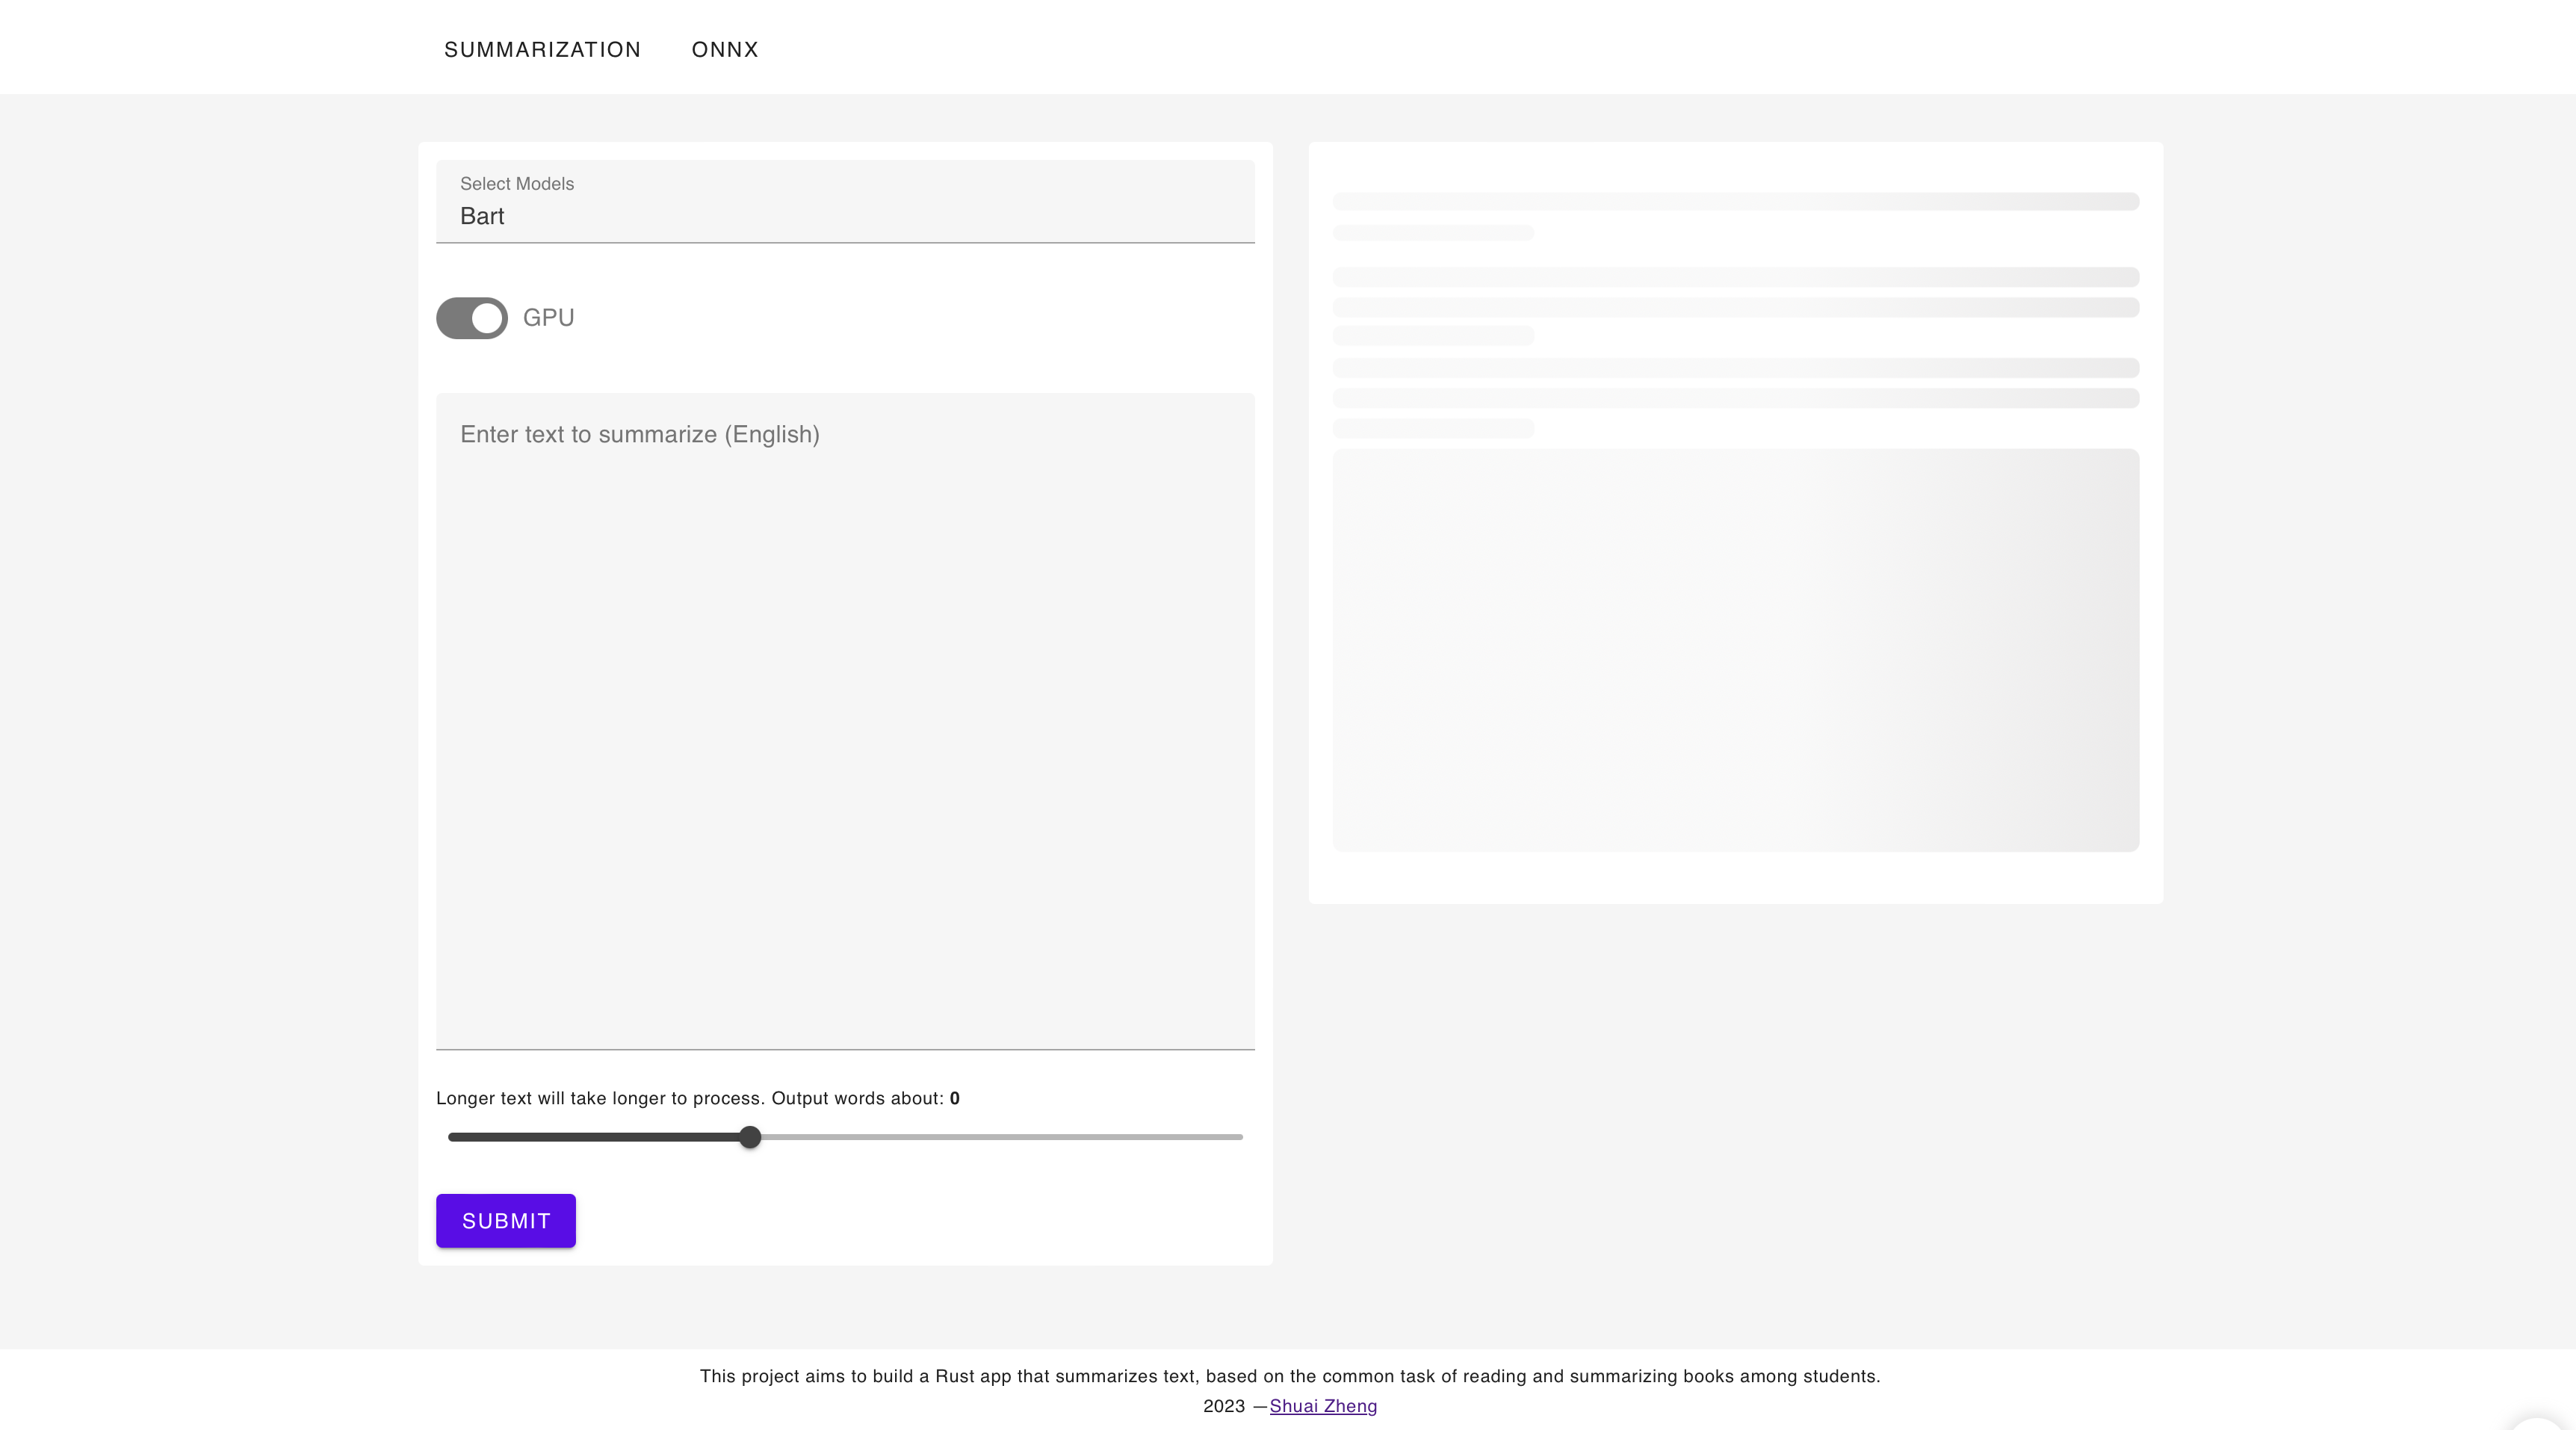 SUMMARIZATION ONNX
Select Models
Bart
GPU
Enter text to summarize (English)
Longer text will take longer to process. Output words about: 0
SUBMIT
This project aims to build a Rust app that summarizes text, based on the common task of reading and summarizing books among students.
2023 —Shuai Zheng